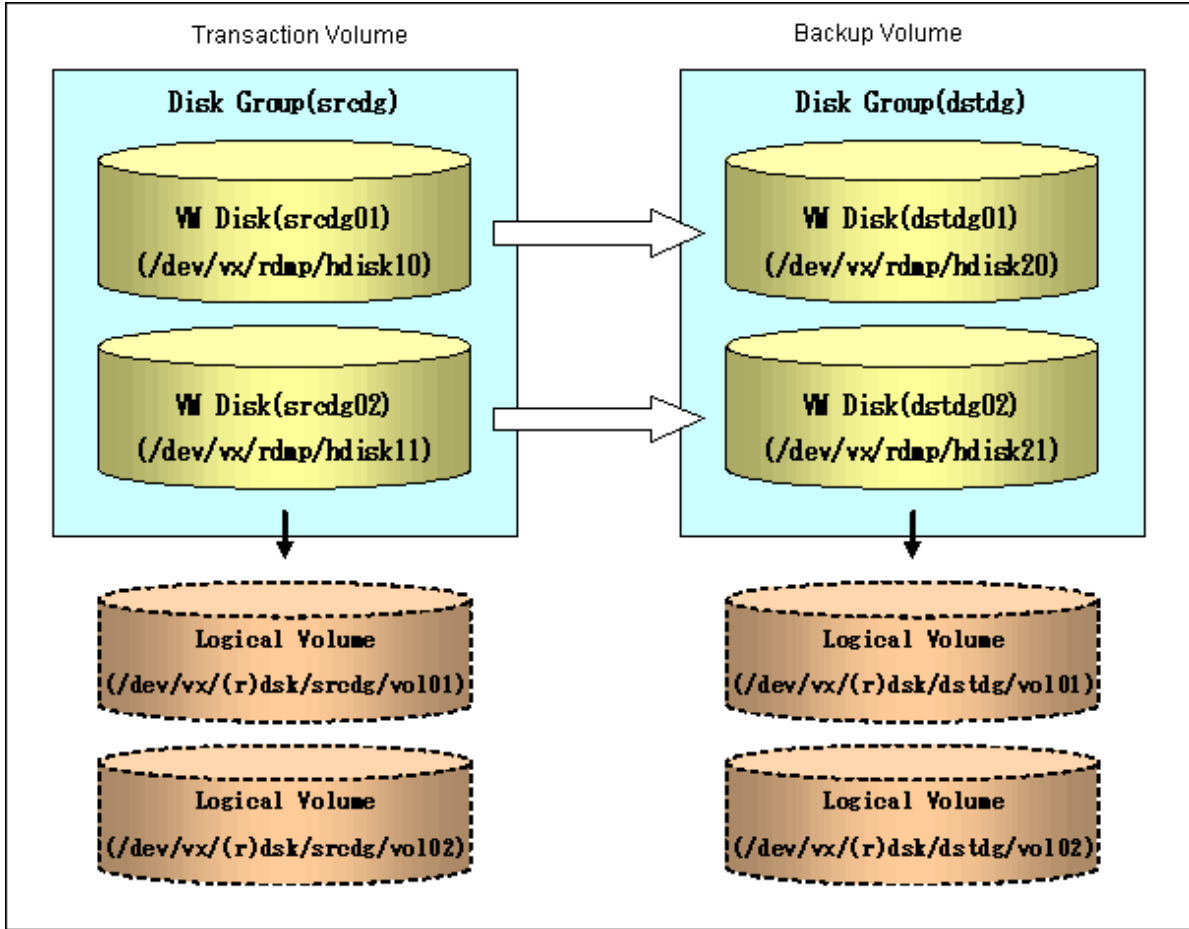 Transaction Volume
Backup Volume
Disk Group(srcdg)
VM Disk(srcdg01)
(/dev/vx/rdmp/hdisk10)
VM Disk(srcdg02)
(/dev/vx/rdmp/hdisk11)
Disk Group(dstdg)
VM Disk(dstdg01)
(/dev/vx/rdmp/hdisk20)
VM Disk(dstdg02)
(/dev/vx/rdmp/hdisk21)
Logical Volume
(/dev/vx/(r)dsk/srcdg/vol01)
Logical Volume
(/dev/vx/(r)dsk/srcdg/vol02)
Logical Volume
(/dev/vx/(r)dsk/dstdg/vol01)
Logical Volume
(/dev/vx/(r)dsk/dstdg/vol02)